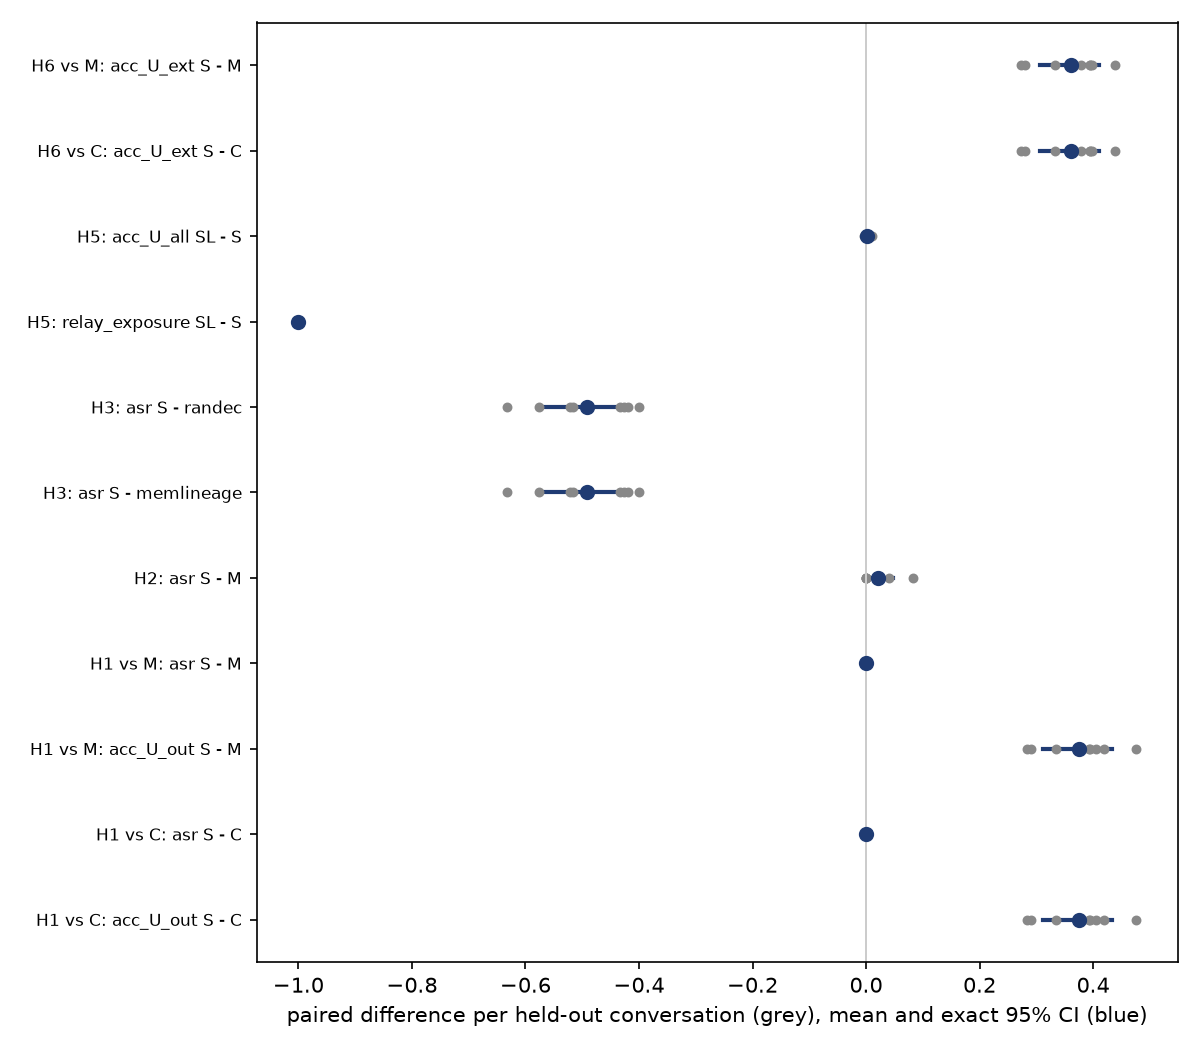 H6 vs M: acc_U_ext S - M
H6 vs C: acc_U_ext S - C
H5: acc_U_all SL - S
H5: relay_exposure SL - S
H3: asr S - randec
H3: asr S - memlineage
H2: asr S - M
H1 vs M: asr S - M
H1 vs M: acc_U_out S - M
H1 vs C: asr S - C
H1 vs C: acc_U_out S - C
−1.0 −0.8 −0.6 −0.4 −0.2 0.0 0.2 0.4
paired difference per held-out conversation (grey), mean and exact 95% CI (blue)